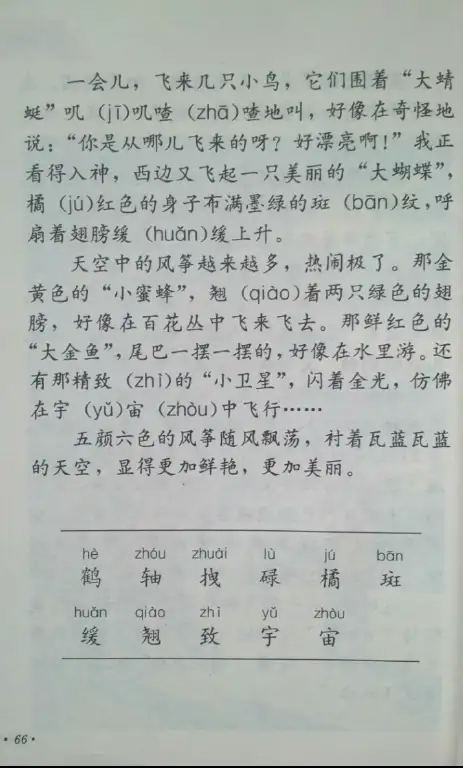 一会儿，飞来几只小鸟，它们围着“大蜻
蜓”叽（jī）叽喳（zhā）喳地叫，好像在奇怪地
说：“你是从哪儿飞来的呀？好漂亮啊！”我正
看得入神，西边又飞起一只美丽的“大蝴蝶”，
橘（jú）红色的身子布满墨绿的斑（bān）纹，呼
扇着翅膀缓（huǎn）缓上升。
天空中的风筝越来越多，热闹极了。那金
黄色的“小蜜蜂”，翘（qiào）着两只绿色的翅
膀，好像在百花丛中飞来飞去。那鲜红色的
“大金鱼”，尾巴一摆一摆的，好像在水里游。还
有那精致（zhì）的“小卫星”，闪着金光，仿佛
在宇（yǔ）宙（zhòu）中飞行……
五颜六色的风筝随风飘荡，衬着瓦蓝瓦蓝
的天空，显得更加鲜艳，更加美丽。
hè zhóu zhuài lù jú bān
鹤 轴 拽 碌 橘 斑
huǎn qiào zhì yǔ zhòu
缓 翘 致 宇 宙
·66·